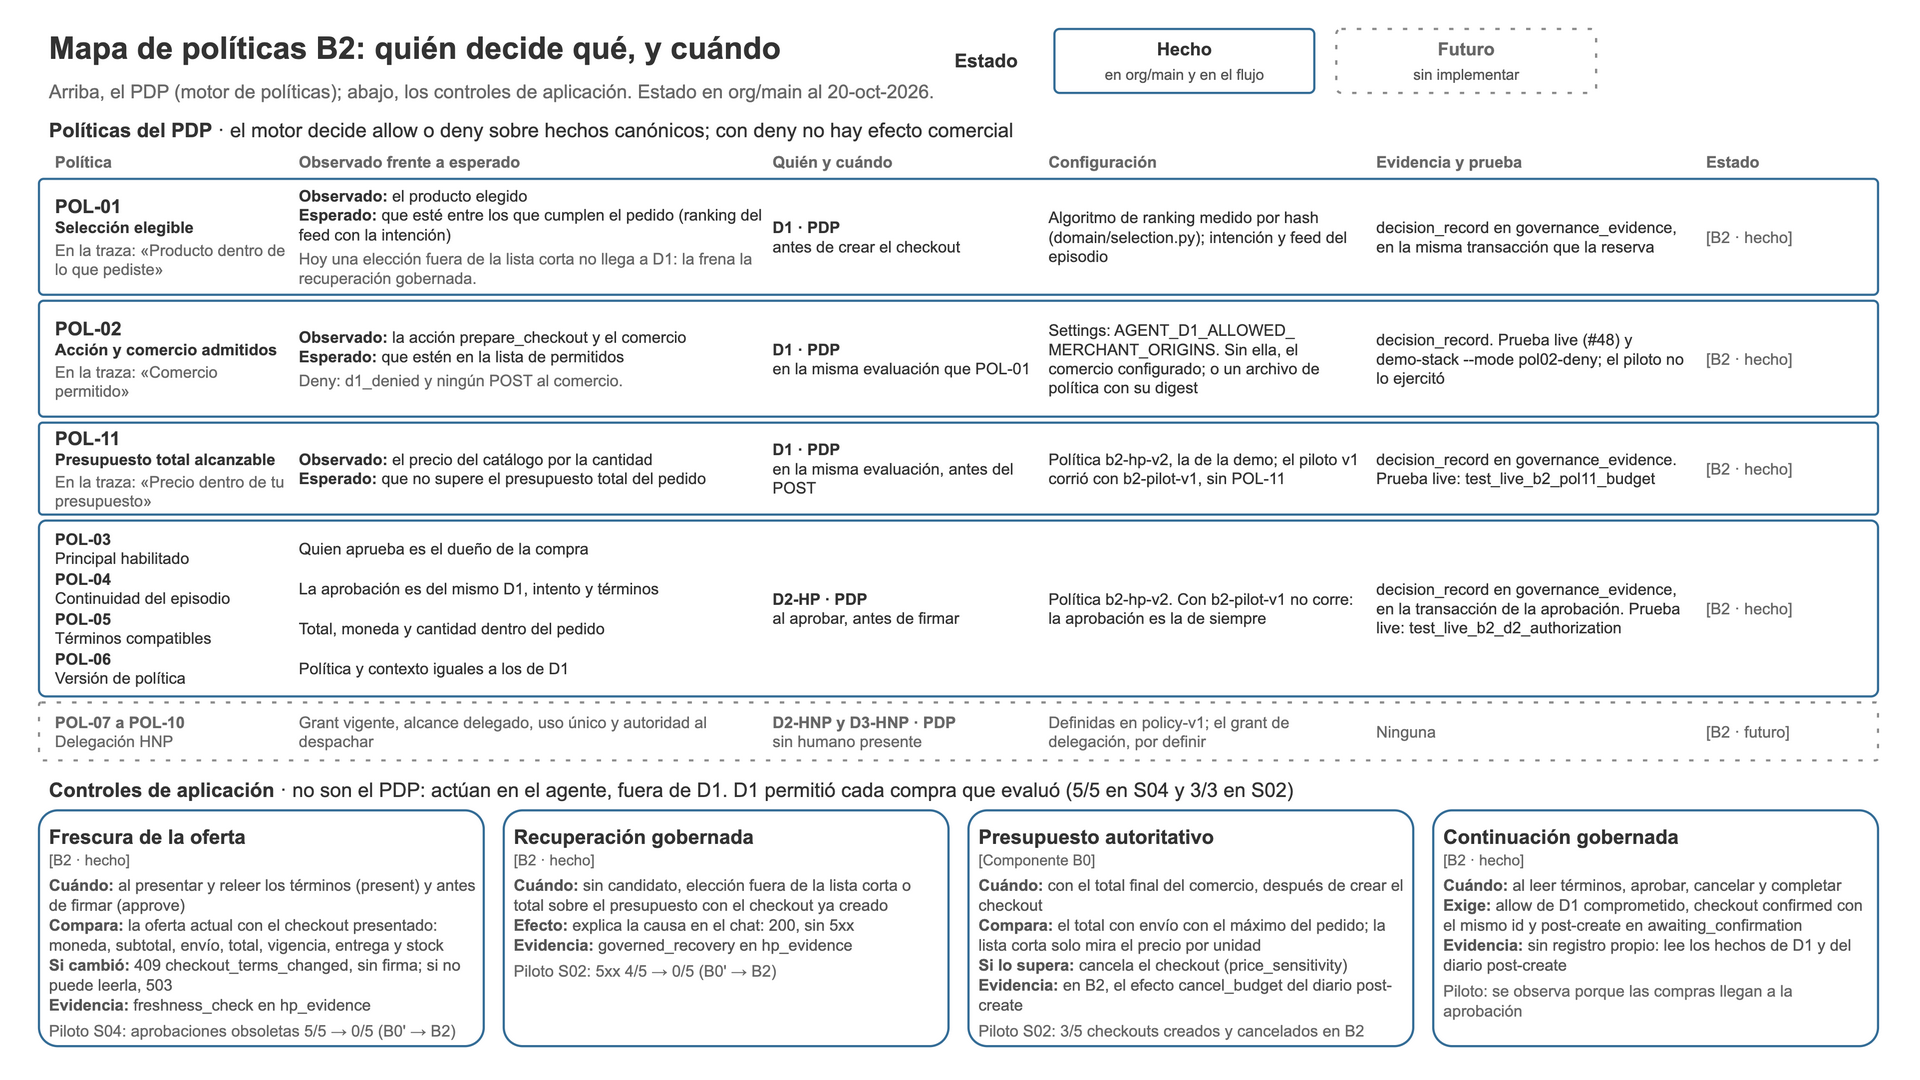 Mapa de políticas B2: quién decide qué, y cuándo
Arriba, el PDP (motor de políticas); abajo, los controles de aplicación. Estado en org/main al 20-oct-2026.
Estado
Hecho
en org/main y en el flujo
Futuro
sin implementar
Políticas del PDP · el motor decide allow o deny sobre hechos canónicos; con deny no hay efecto comercial
Política
Observado frente a esperado
Quién y cuándo
Configuración
Evidencia y prueba
Estado
POL-01
Selección elegible
En la traza: «Producto dentro de
lo que pediste»
Observado: el producto elegido
Esperado: que esté entre los que cumplen el pedido (ranking del
feed con la intención)
Hoy una elección fuera de la lista corta no llega a D1: la frena la
recuperación gobernada.
D1 · PDP
antes de crear el checkout
Algoritmo de ranking medido por hash
(domain/selection.py); intención y feed del
episodio
decision_record en governance_evidence,
en la misma transacción que la reserva
[B2 · hecho]
POL-02
Acción y comercio admitidos
En la traza: «Comercio
permitido»
Observado: la acción prepare_checkout y el comercio
Esperado: que estén en la lista de permitidos
Deny: d1_denied y ningún POST al comercio.
D1 · PDP
en la misma evaluación que POL-01
Settings: AGENT_D1_ALLOWED_
MERCHANT_ORIGINS. Sin ella, el
comercio configurado; o un archivo de
política con su digest
decision_record. Prueba live (#48) y
demo-stack --mode pol02-deny; el piloto no
lo ejercitó
[B2 · hecho]
POL-11
Presupuesto total alcanzable
En la traza: «Precio dentro de tu
presupuesto»
Observado: el precio del catálogo por la cantidad
Esperado: que no supere el presupuesto total del pedido
D1 · PDP
en la misma evaluación, antes del
POST
Política b2-hp-v2, la de la demo; el piloto v1
corrió con b2-pilot-v1, sin POL-11
decision_record en governance_evidence.
Prueba live: test_live_b2_pol11_budget
[B2 · hecho]
POL-03
Principal habilitado
POL-04
Continuidad del episodio
POL-05
Términos compatibles
POL-06
Versión de política
Quien aprueba es el dueño de la compra
La aprobación es del mismo D1, intento y términos
Total, moneda y cantidad dentro del pedido
Política y contexto iguales a los de D1
D2-HP · PDP
al aprobar, antes de firmar
Política b2-hp-v2. Con b2-pilot-v1 no corre:
la aprobación es la de siempre
decision_record en governance_evidence,
en la transacción de la aprobación. Prueba
live: test_live_b2_d2_authorization
[B2 · hecho]
POL-07 a POL-10
Delegación HNP
Grant vigente, alcance delegado, uso único y autoridad al
despachar
D2-HNP y D3-HNP · PDP
sin humano presente
Definidas en policy-v1; el grant de
delegación, por definir
Ninguna
[B2 · futuro]
Controles de aplicación · no son el PDP: actúan en el agente, fuera de D1. D1 permitió cada compra que evaluó (5/5 en S04 y 3/3 en S02)
Frescura de la oferta
[B2 · hecho]
Cuándo: al presentar y releer los términos (present) y antes
de firmar (approve)
Compara: la oferta actual con el checkout presentado:
moneda, subtotal, envío, total, vigencia, entrega y stock
Si cambió: 409 checkout_terms_changed, sin firma; si no
puede leerla, 503
Evidencia: freshness_check en hp_evidence
Piloto S04: aprobaciones obsoletas 5/5 → 0/5 (B0' → B2)
Recuperación gobernada
[B2 · hecho]
Cuándo: sin candidato, elección fuera de la lista corta o
total sobre el presupuesto con el checkout ya creado
Efecto: explica la causa en el chat: 200, sin 5xx
Evidencia: governed_recovery en hp_evidence
Piloto S02: 5xx 4/5 → 0/5 (B0' → B2)
Presupuesto autoritativo
[Componente B0]
Cuándo: con el total final del comercio, después de crear el
checkout
Compara: el total con envío con el máximo del pedido; la
lista corta solo mira el precio por unidad
Si lo supera: cancela el checkout (price_sensitivity)
Evidencia: en B2, el efecto cancel_budget del diario post-
create
Piloto S02: 3/5 checkouts creados y cancelados en B2
Continuación gobernada
[B2 · hecho]
Cuándo: al leer términos, aprobar, cancelar y completar
Exige: allow de D1 comprometido, checkout confirmed con
el mismo id y post-create en awaiting_confirmation
Evidencia: sin registro propio: lee los hechos de D1 y del
diario post-create
Piloto: se observa porque las compras llegan a la
aprobación